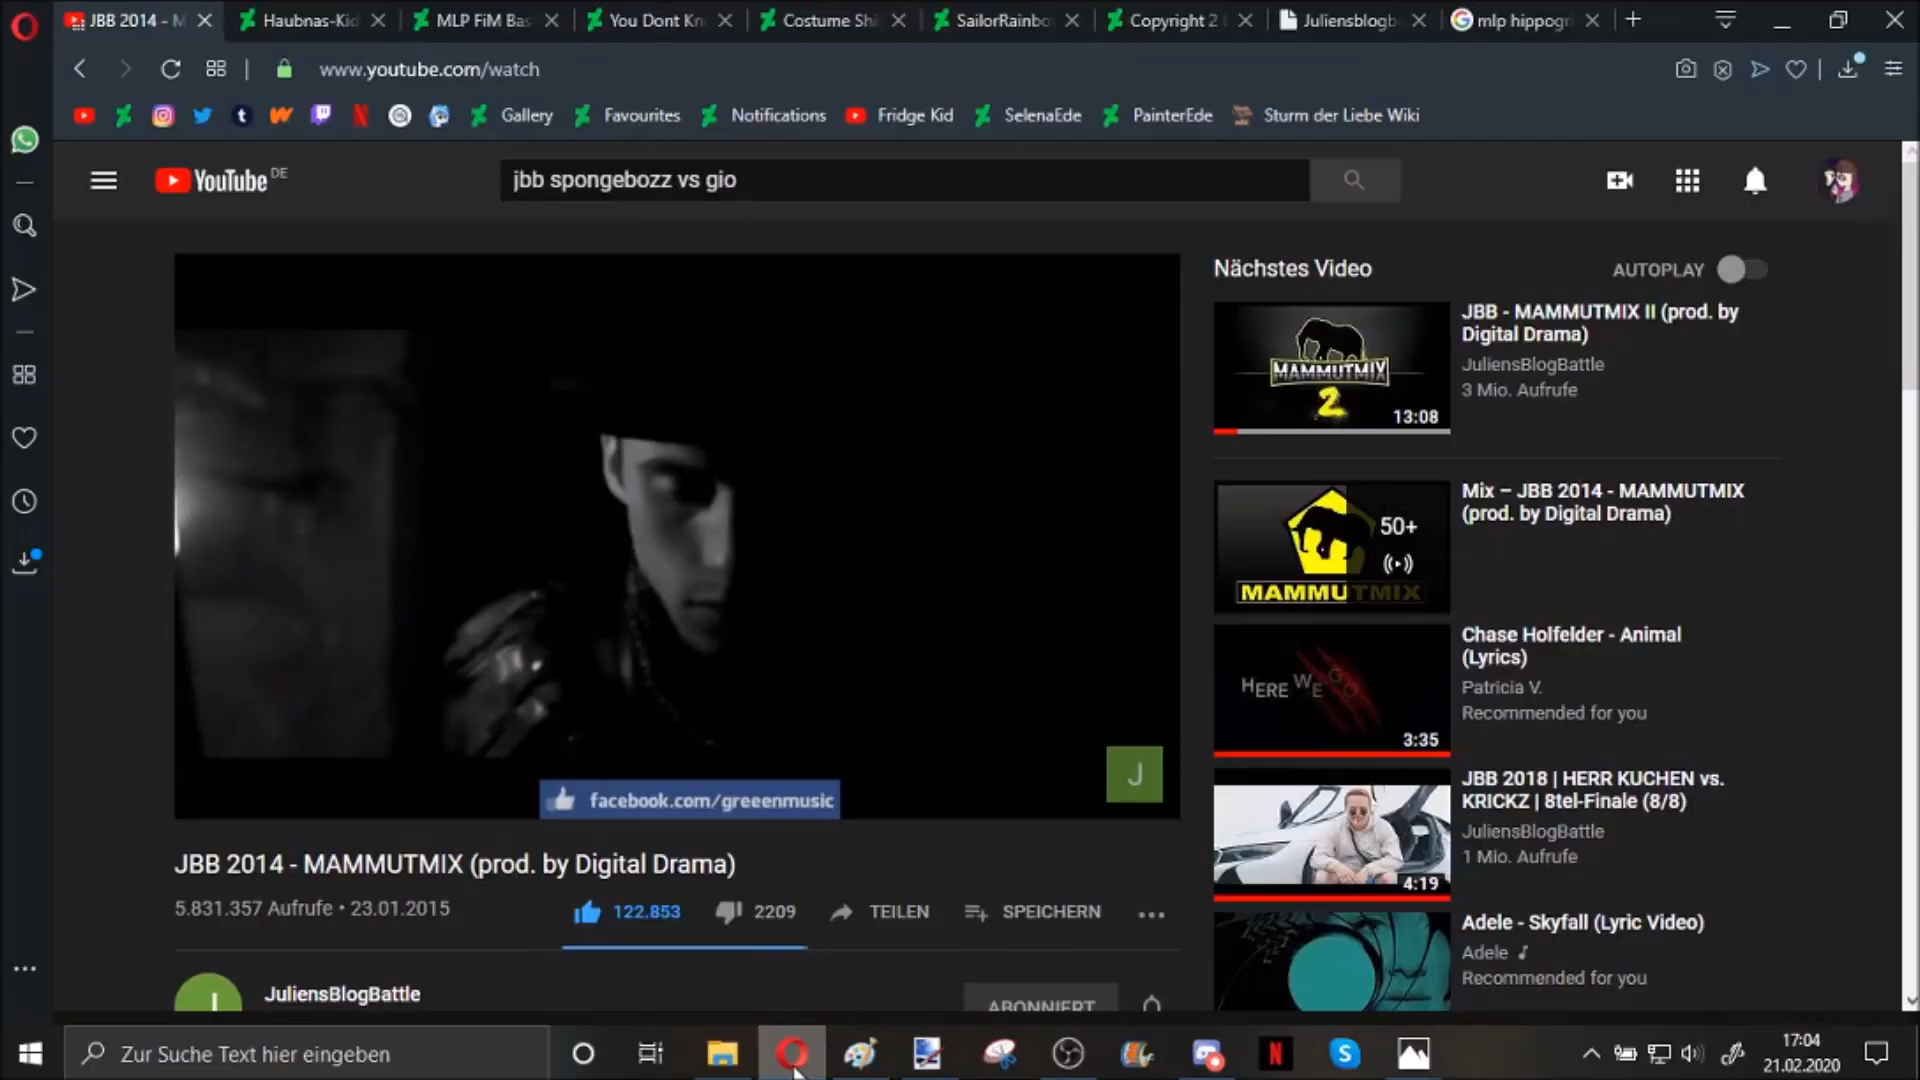 JBB 2014 - M
Haubnas-Kid
MLP FiM Bas
You Dont Kn
Costume Shi
SailorRainbo
Copyright 2
Juliensblogb
mlp hippogri
www.youtube.com/watch
Gallery
Favourites
Notifications
Fridge Kid
SelenaEde
PainterEde
Sturm der Liebe Wiki
YouTube DE
jbb spongebozz vs gio
Nächstes Video
AUTOPLAY
MAMMUTMIX
2
13:08
JBB - MAMMUTMIX II (prod. by
Digital Drama)
JuliensBlogBattle
3 Mio. Aufrufe
50+
MAMMUTMIX
Mix – JBB 2014 - MAMMUTMIX
(prod. by Digital Drama)
HERE WE GO
3:35
Chase Holfelder - Animal
(Lyrics)
Patricia V.
Recommended for you
4:19
JBB 2018 | HERR KUCHEN vs.
KRICKZ | 8tel-Finale (8/8)
JuliensBlogBattle
1 Mio. Aufrufe
Adele - Skyfall (Lyric Video)
Adele
Recommended for you
J
facebook.com/greeenmusic
JBB 2014 - MAMMUTMIX (prod. by Digital Drama)
5.831.357 Aufrufe • 23.01.2015
122.853
2209
TEILEN
SPEICHERN
J
JuliensBlogBattle
ABONNIERT
Zur Suche Text hier eingeben
N
S
17:04
21.02.2020